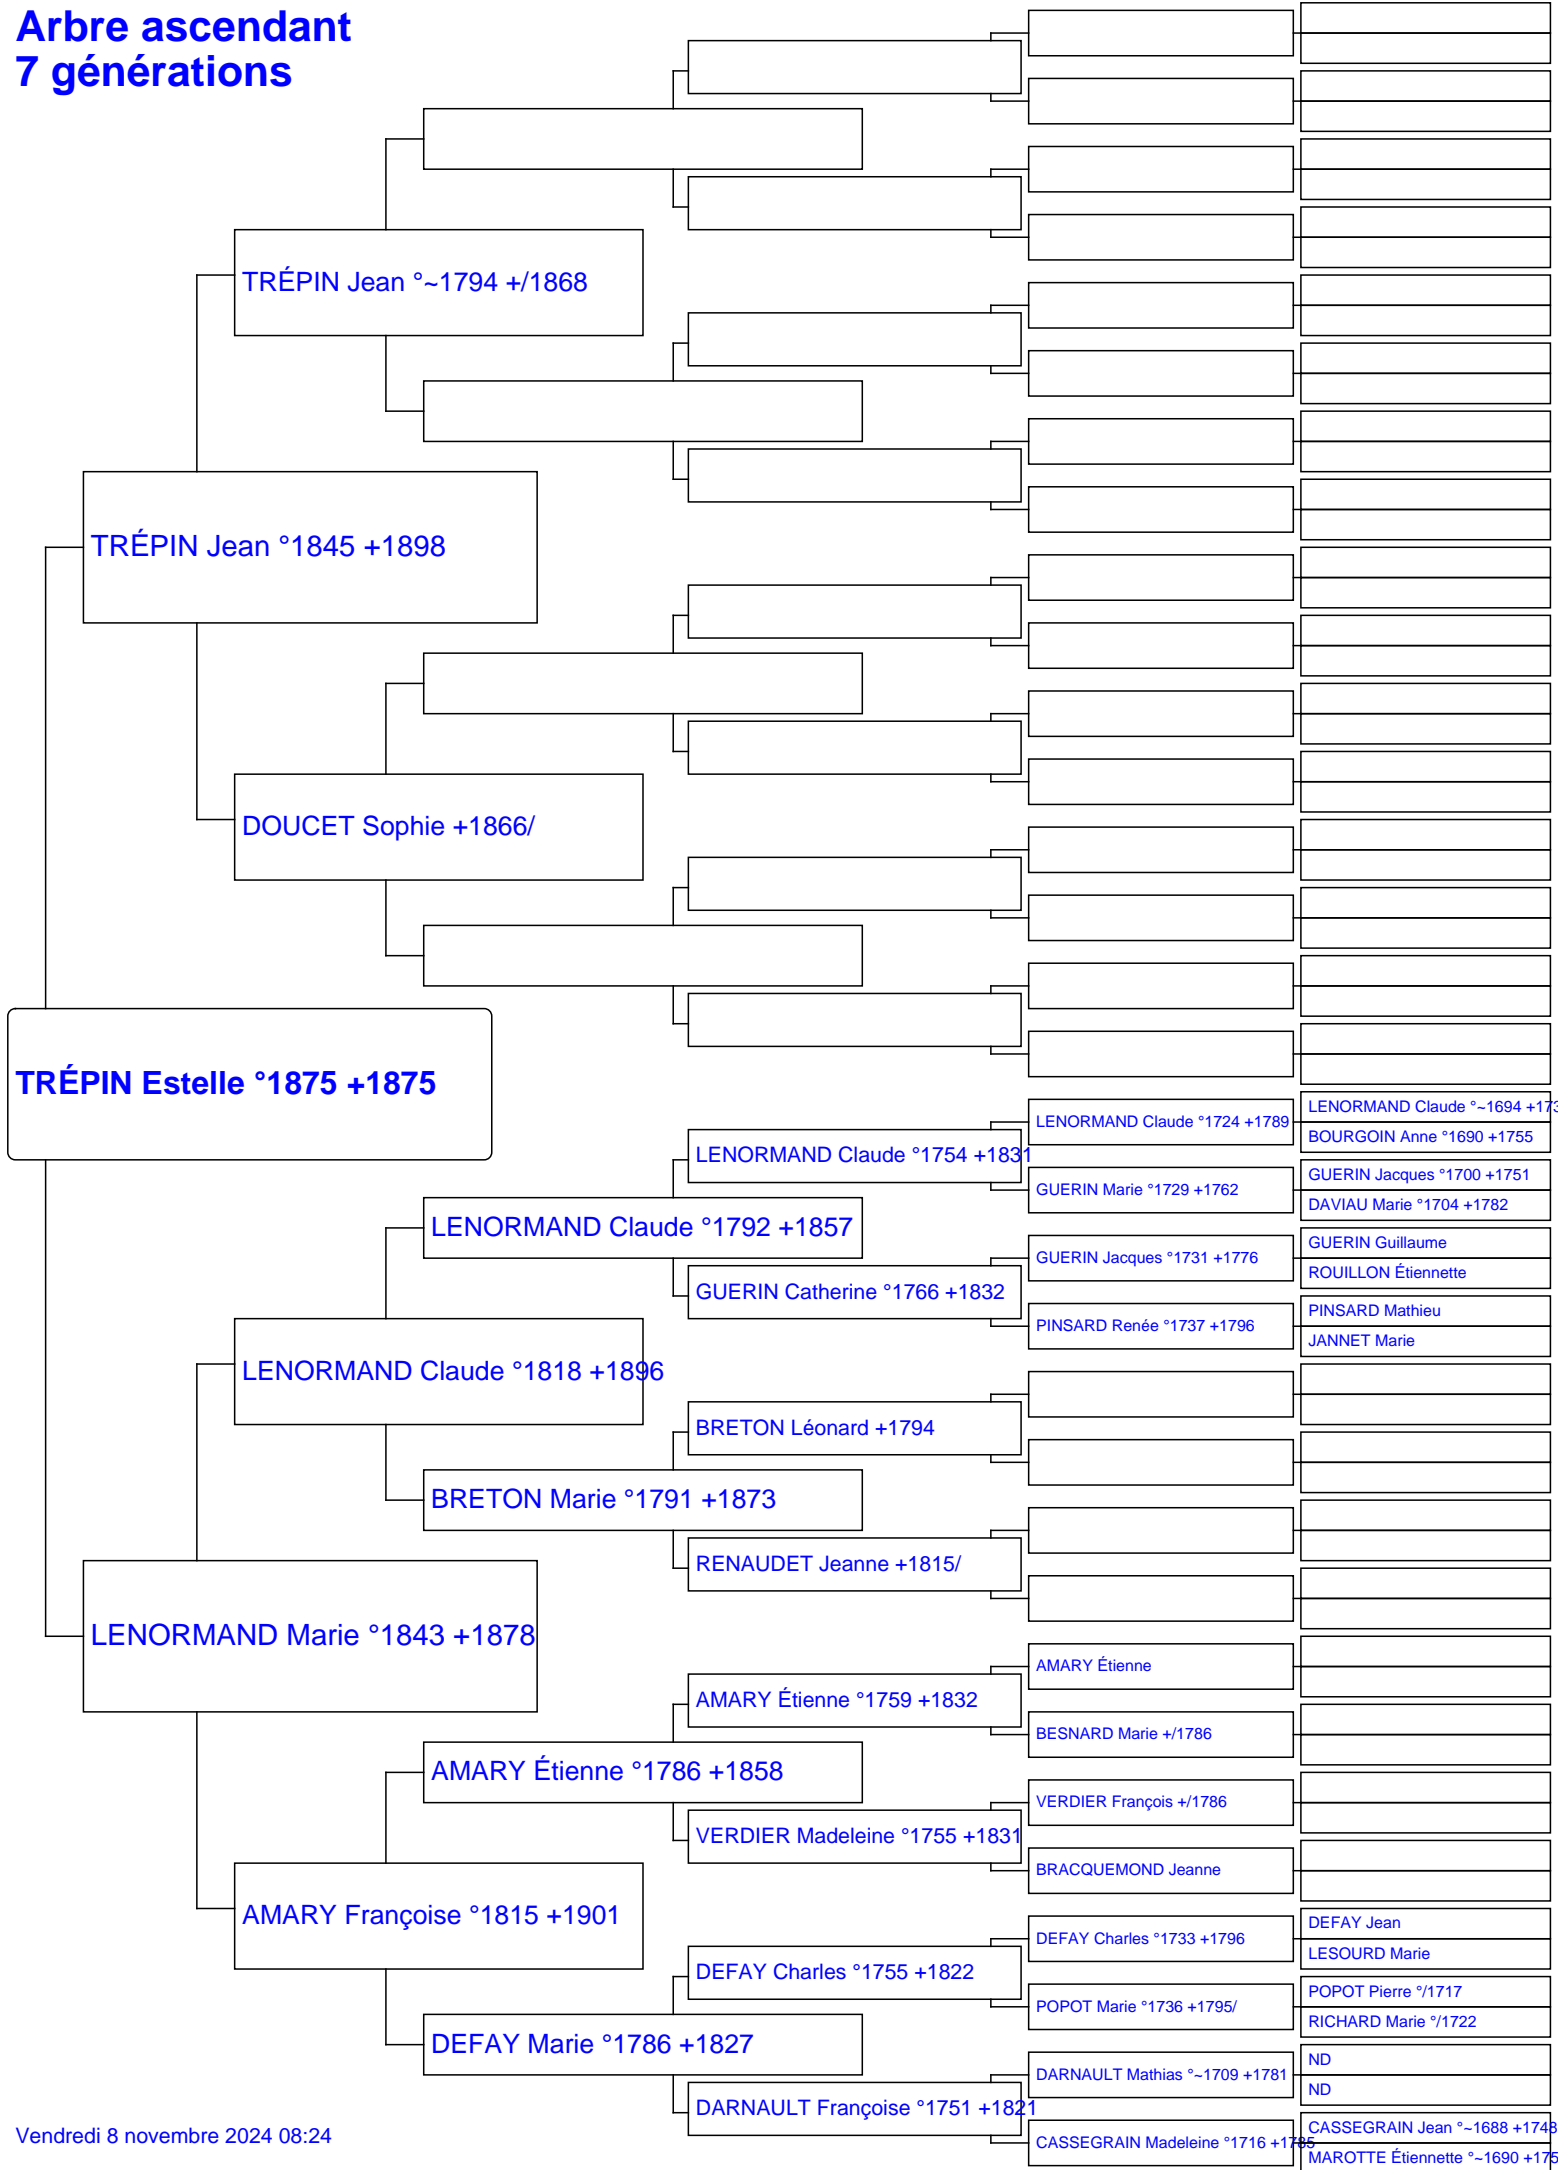 Arbre ascendant
7 générations
TRÉPIN Jean °~1794 +/1868
TRÉPIN Jean °1845 +1898
DOUCET Sophie +1866/
TRÉPIN Estelle °1875 +1875
LENORMAND Claude °~1694 +173
LENORMAND Claude °1724 +1789
BOURGOIN Anne °1690 +1755
LENORMAND Claude °1754 +1831
GUERIN Jacques °1700 +1751
GUERIN Marie °1729 +1762
DAVIAU Marie °1704 +1782
LENORMAND Claude °1792 +1857
GUERIN Guillaume
GUERIN Jacques °1731 +1776
ROUILLON Étiennette
GUERIN Catherine °1766 +1832
PINSARD Mathieu
PINSARD Renée °1737 +1796
JANNET Marie
LENORMAND Claude °1818 +1896
BRETON Léonard +1794
BRETON Marie °1791 +1873
RENAUDET Jeanne +1815/
LENORMAND Marie °1843 +1878
AMARY Étienne
AMARY Étienne °1759 +1832
BESNARD Marie +/1786
AMARY Étienne °1786 +1858
VERDIER François +/1786
VERDIER Madeleine °1755 +1831
BRACQUEMOND Jeanne
AMARY Françoise °1815 +1901
DEFAY Jean
DEFAY Charles °1733 +1796
LESOURD Marie
DEFAY Charles °1755 +1822
POPOT Pierre °/1717
POPOT Marie °1736 +1795/
RICHARD Marie °/1722
DEFAY Marie °1786 +1827
ND
DARNAULT Mathias °~1709 +1781
ND
DARNAULT Françoise °1751 +1821
CASSEGRAIN Jean °~1688 +1748
CASSEGRAIN Madeleine °1716 +1785
MAROTTE Étiennette °~1690 +175
Vendredi 8 novembre 2024 08:24